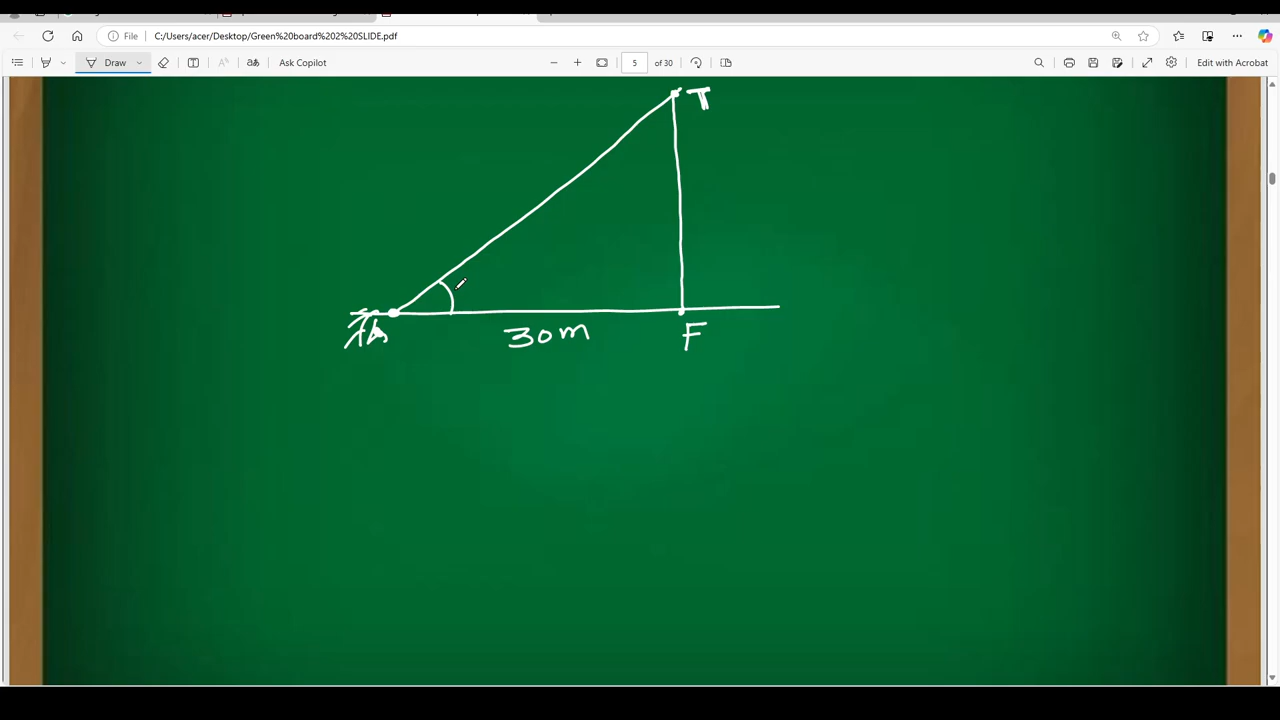 File C:/Users/acer/Desktop/Green%20board%202%20SLIDE.pdf
Draw Ask Copilot 5 of 30 Edit with Acrobat
T
30m F